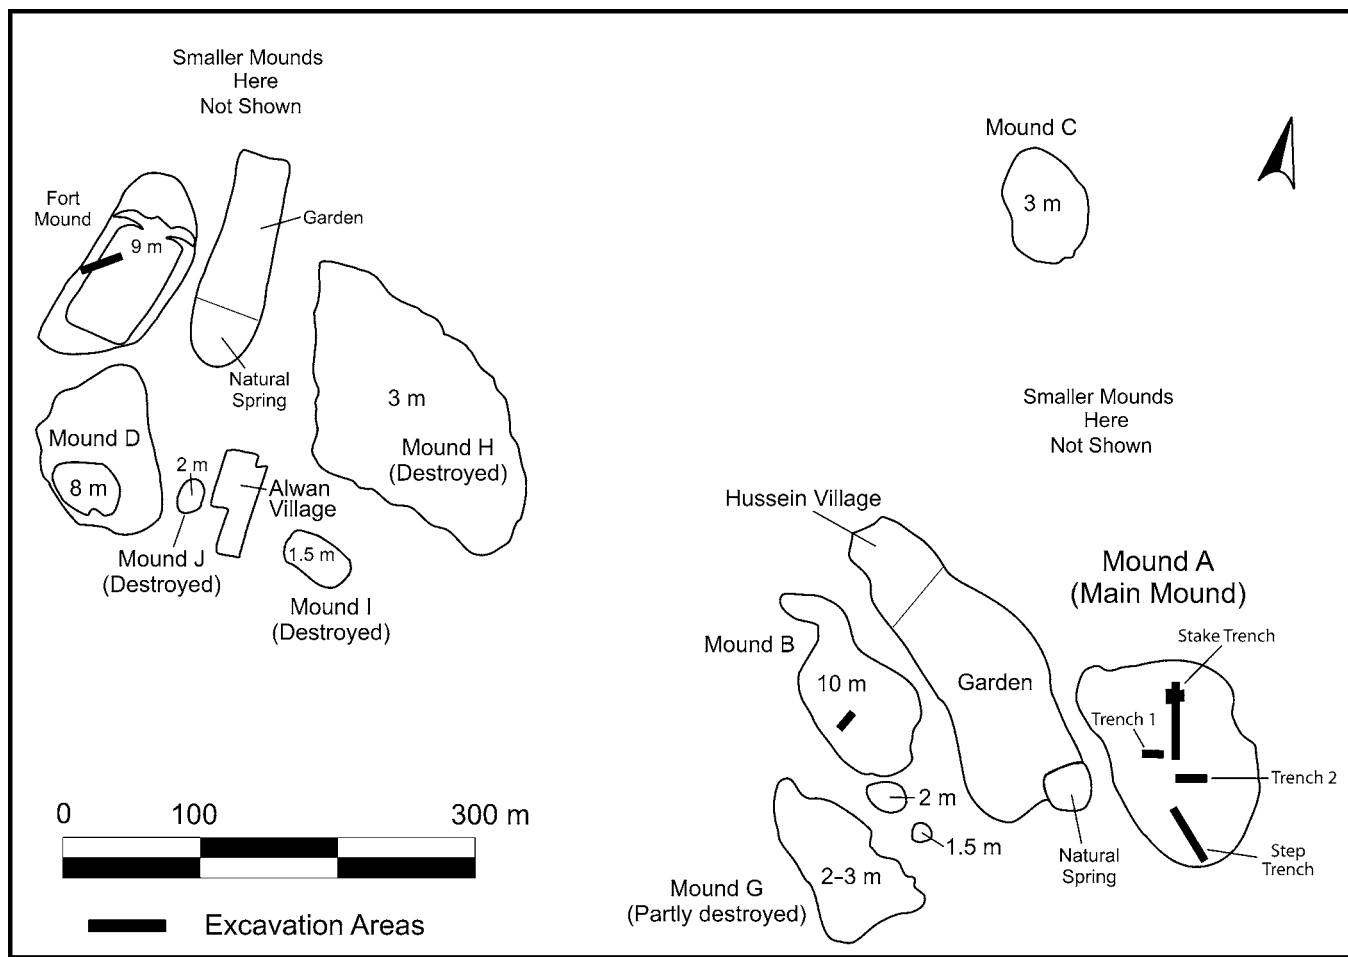 Smaller Mounds
Here
Not Shown
Mound C
3 m
Fort
Mound
9 m
Garden
Natural
Spring
3 m
Mound H
(Destroyed)
Mound D
8 m
2 m
Alwan
Village
Mound J
(Destroyed)
1.5 m
Mound I
(Destroyed)
Smaller Mounds
Here
Not Shown
Hussein Village
Mound A
(Main Mound)
Stake Trench
Mound B
10 m
Garden
Trench 1
Trench 2
2 m
1.5 m
Natural
Spring
Step
Trench
2–3 m
Mound G
(Partly destroyed)
0 100 300 m
Excavation Areas